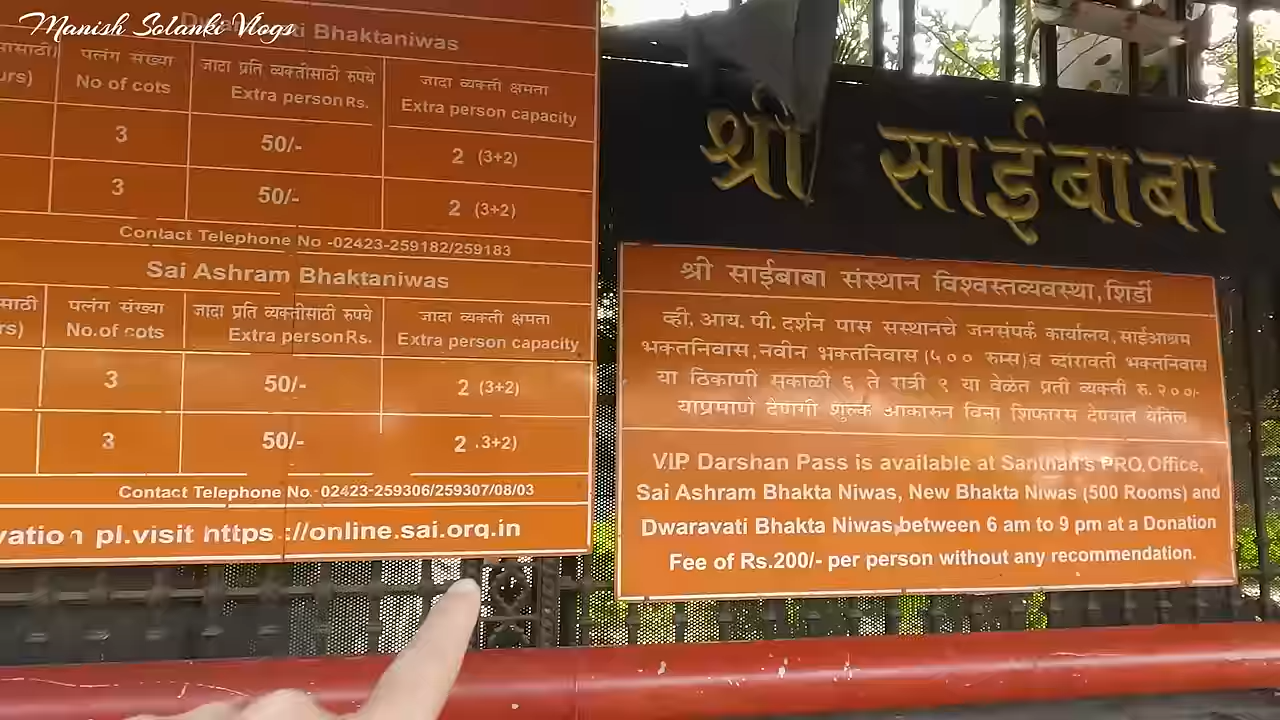 Manish Solanki Vlogs
Bhaktaniwas
पलंग संख्या जादा प्रति व्यक्तीसाठी रुपये जादा व्यक्ती क्षमता
No of cots Extra person Rs. Extra person capacity
3 50/- 2 (3+2)
3 50/- 2 (3+2)
Contact Telephone No -02423-259182/259183
Sai Ashram Bhaktaniwas
पलंग संख्या जादा प्रति व्यक्तीसाठी रुपये जादा व्यक्ती क्षमता
No.of cots Extra person Rs. Extra person capacity
3 50/- 2 (3+2)
3 50/- 2 .3+2)
Contact Telephone No.-02423-259306/259307/08/03
pl.visit https ://online.sai.org.in
श्री साईबाबा
श्री साईबाबा संस्थान विश्वस्तव्यवस्था, शिर्डी
व्ही. आय. पी. दर्शन पास संस्थानचे जनसंपर्क कार्यालय, साईआश्रम
भक्तनिवास, नवीन भक्तनिवास (५०० रुम्स) व व्दारावती भक्तनिवास
या ठिकाणी सकाळी ६ ते रात्री ९ या वेळेत प्रती व्यक्ती रु. २००/-
याप्रमाणे देणगी शुल्क आकारुन विना शिफारस देण्यात येतिल
V.I.P Darshan Pass is available at Santhan's PRO.Office,
Sai Ashram Bhakta Niwas, New Bhakta Niwas (500 Rooms) and
Dwaravati Bhakta Niwas,between 6 am to 9 pm at a Donation
Fee of Rs.200/- per person without any recommendation.